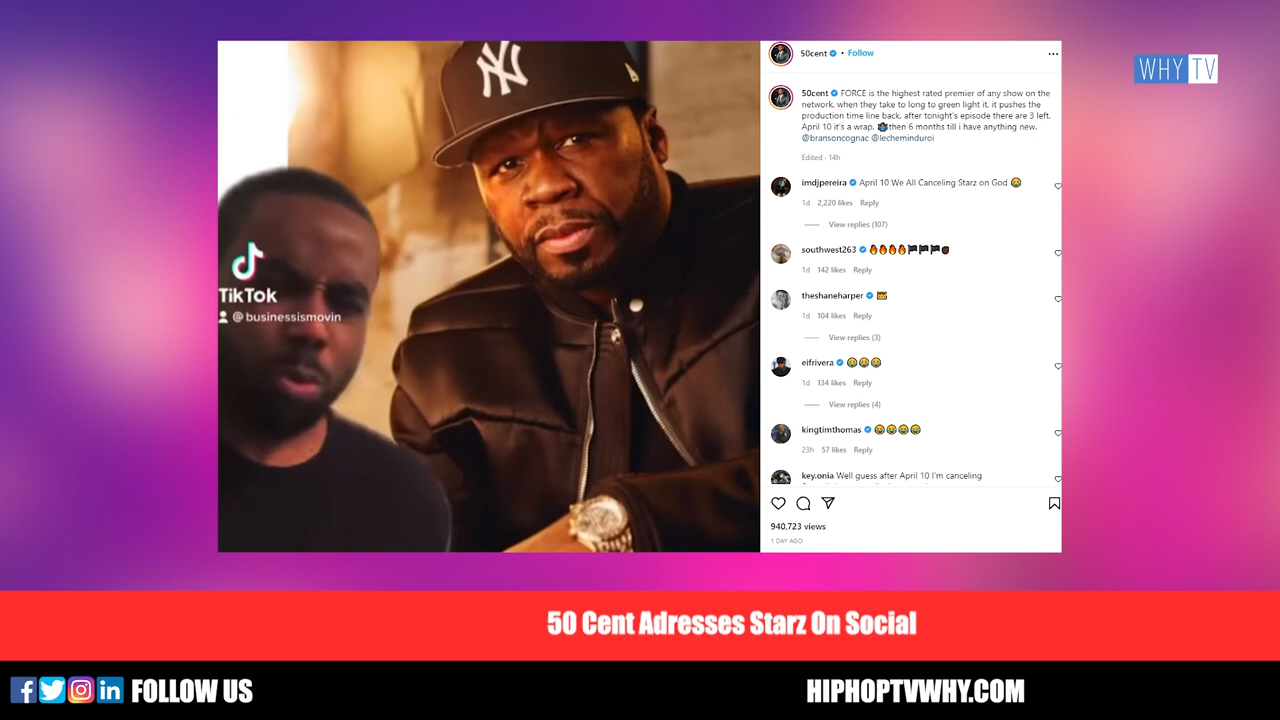 50cent • Follow
WHY TV
50cent FORCE is the highest rated premier of any show on the
network. when they take to long to green light it. it pushes the
production time line back. after tonight's episode there are 3 left.
April 10 it's a wrap. then 6 months till i have anything new.
@bransoncognac @lecheminduroi
Edited · 14h
imdjpereira April 10 We All Canceling Starz on God 😂
1d 2,220 likes Reply
View replies (107)
southwest263 🔥🔥🔥🔥🏴🏴🏴✊🏿
1d 142 likes Reply
theshaneharper
1d 104 likes Reply
View replies (3)
eifrivera 😂😂😂
1d 134 likes Reply
View replies (4)
kingtimthomas 😂😂😂😂
23h 57 likes Reply
key.onia Well guess after April 10 I'm canceling
940,723 views
1 DAY AGO
TikTok
@businessismovin
NY
50 Cent Adresses Starz On Social
FOLLOW US
HIPHOPTVWHY.COM